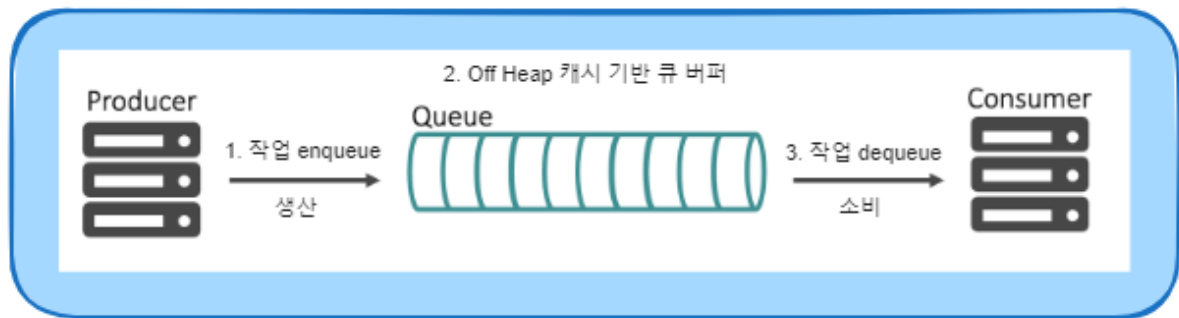 2. Off Heap 캐시 기반 큐 버퍼
Producer
Queue
Consumer
1. 작업 enqueue
생산
3. 작업 dequeue
소비